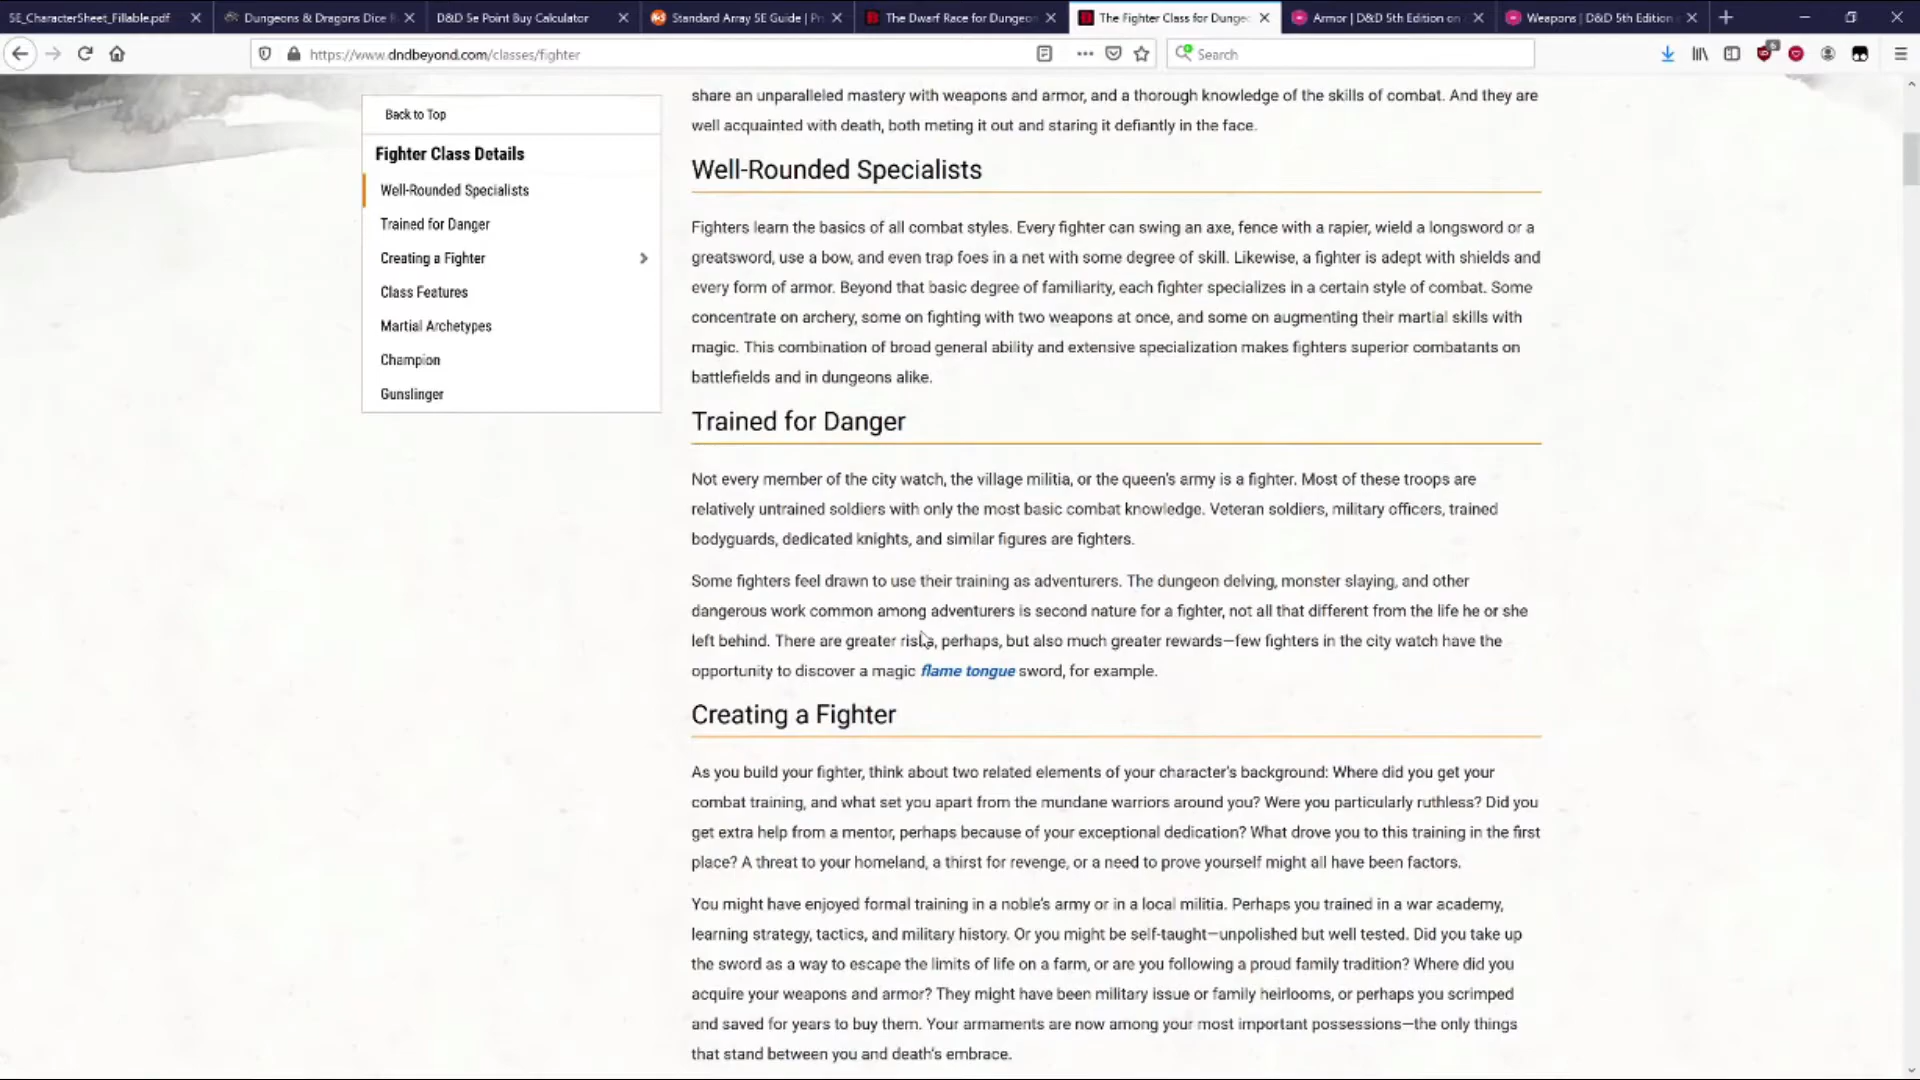 5E_CharacterSheet_Fillable.pdf
Dungeons & Dragons Dice
D&D 5e Point Buy Calculator
Standard Array 5E Guide |
The Dwarf Race for Dungeon
The Fighter Class for Dunge
Armor | D&D 5th Edition on
Weapons | D&D 5th Edition
https://www.dndbeyond.com/classes/fighter
Search
Back to Top
Fighter Class Details
Well-Rounded Specialists
Trained for Danger
Creating a Fighter
Class Features
Martial Archetypes
Champion
Gunslinger
share an unparalleled mastery with weapons and armor, and a thorough knowledge of the skills of combat. And they are
well acquainted with death, both meting it out and staring it defiantly in the face.
Well-Rounded Specialists
Fighters learn the basics of all combat styles. Every fighter can swing an axe, fence with a rapier, wield a longsword or a
greatsword, use a bow, and even trap foes in a net with some degree of skill. Likewise, a fighter is adept with shields and
every form of armor. Beyond that basic degree of familiarity, each fighter specializes in a certain style of combat. Some
concentrate on archery, some on fighting with two weapons at once, and some on augmenting their martial skills with
magic. This combination of broad general ability and extensive specialization makes fighters superior combatants on
battlefields and in dungeons alike.
Trained for Danger
Not every member of the city watch, the village militia, or the queen's army is a fighter. Most of these troops are
relatively untrained soldiers with only the most basic combat knowledge. Veteran soldiers, military officers, trained
bodyguards, dedicated knights, and similar figures are fighters.
Some fighters feel drawn to use their training as adventurers. The dungeon delving, monster slaying, and other
dangerous work common among adventurers is second nature for a fighter, not all that different from the life he or she
left behind. There are greater risks, perhaps, but also much greater rewards—few fighters in the city watch have the
opportunity to discover a magic flame tongue sword, for example.
Creating a Fighter
As you build your fighter, think about two related elements of your character's background: Where did you get your
combat training, and what set you apart from the mundane warriors around you? Were you particularly ruthless? Did you
get extra help from a mentor, perhaps because of your exceptional dedication? What drove you to this training in the first
place? A threat to your homeland, a thirst for revenge, or a need to prove yourself might all have been factors.
You might have enjoyed formal training in a noble's army or in a local militia. Perhaps you trained in a war academy,
learning strategy, tactics, and military history. Or you might be self-taught—unpolished but well tested. Did you take up
the sword as a way to escape the limits of life on a farm, or are you following a proud family tradition? Where did you
acquire your weapons and armor? They might have been military issue or family heirlooms, or perhaps you scrimped
and saved for years to buy them. Your armaments are now among your most important possessions—the only things
that stand between you and death's embrace.